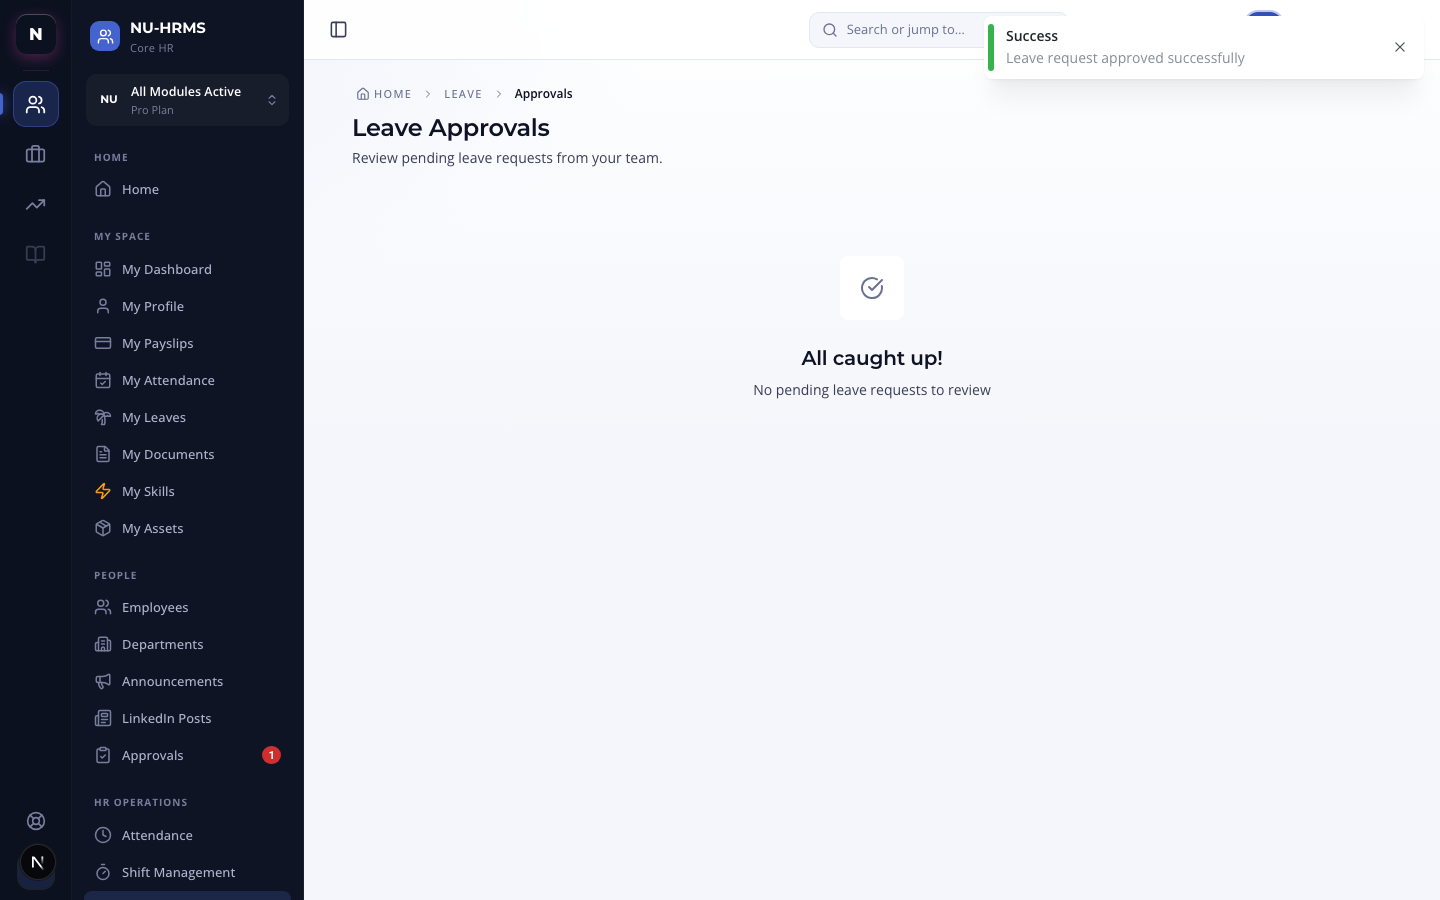 N
NU-HRMS
Core HR
NU
All Modules Active
Pro Plan
HOME
Home
MY SPACE
My Dashboard
My Profile
My Payslips
My Attendance
My Leaves
My Documents
My Skills
My Assets
PEOPLE
Employees
Departments
Announcements
LinkedIn Posts
Approvals
1
HR OPERATIONS
Attendance
Shift Management
N
Search or jump to...
Success
Leave request approved successfully
HOME
LEAVE
Approvals
Leave Approvals
Review pending leave requests from your team.
All caught up!
No pending leave requests to review